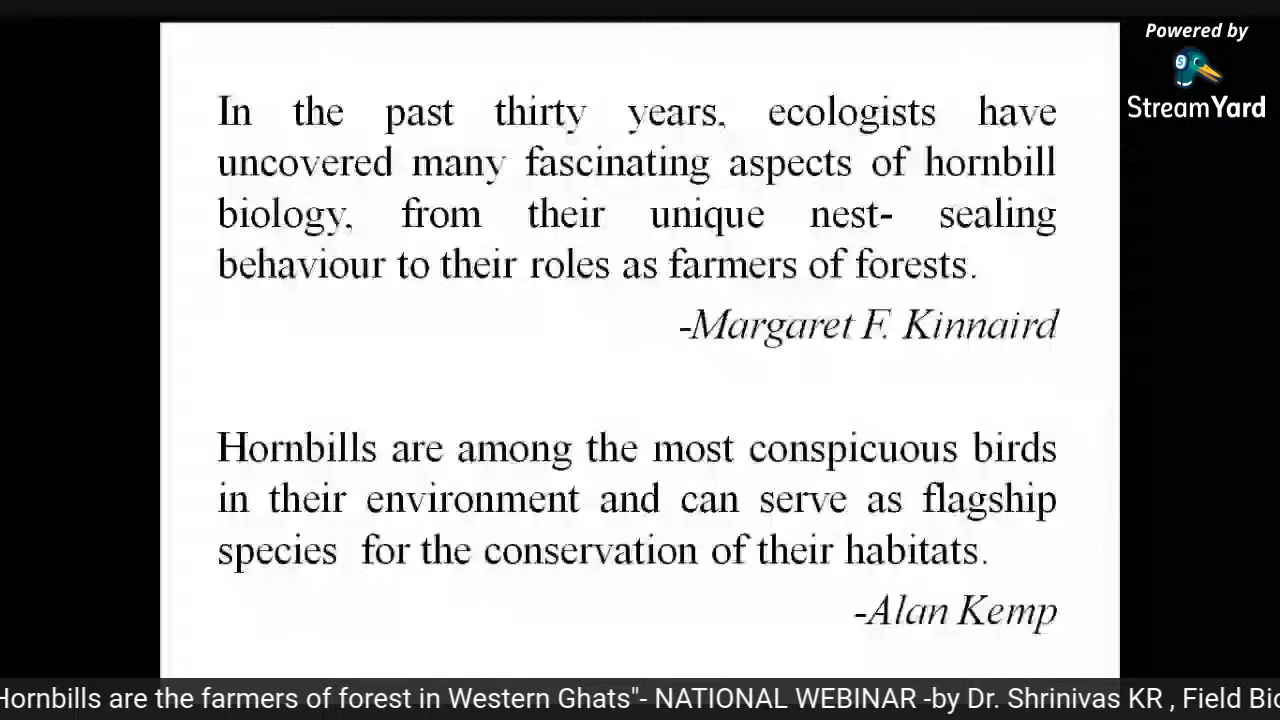 Powered by
StreamYard
In the past thirty years, ecologists have
uncovered many fascinating aspects of hornbill
biology, from their unique nest- sealing
behaviour to their roles as farmers of forests.
-Margaret F. Kinnaird
Hornbills are among the most conspicuous birds
in their environment and can serve as flagship
species for the conservation of their habitats.
-Alan Kemp
Hornbills are the farmers of forest in Western Ghats"- NATIONAL WEBINAR -by Dr. Shrinivas KR , Field Bio